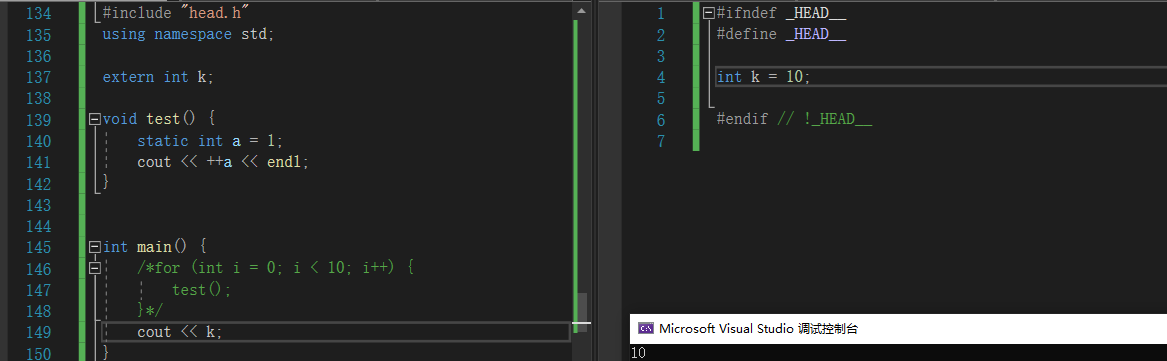 134 #include "head.h"
135 using namespace std;
136
137 extern int k;
138
139 void test() {
140 static int a = 1;
141 cout << ++a << endl;
142 }
143
144
145 int main() {
146 /*for (int i = 0; i < 10; i++) {
147 test();
148 }*/
149 cout << k;
150 }
1 #ifndef _HEAD__
2 #define _HEAD__
3
4 int k = 10;
5
6 #endif // !_HEAD__
7
Microsoft Visual Studio 调试控制台
10